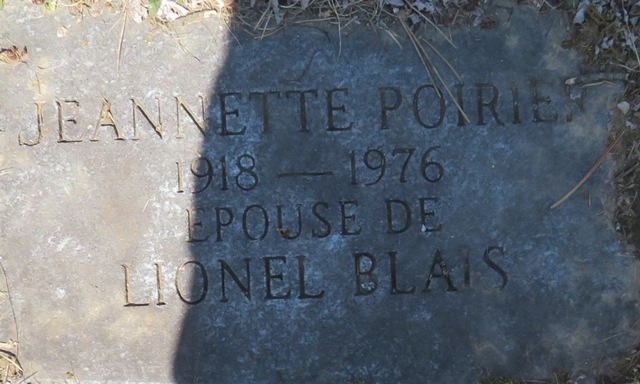 JEANNETTE POIRIER
1918 — 1976
EPOUSE DE
LIONEL BLAIS